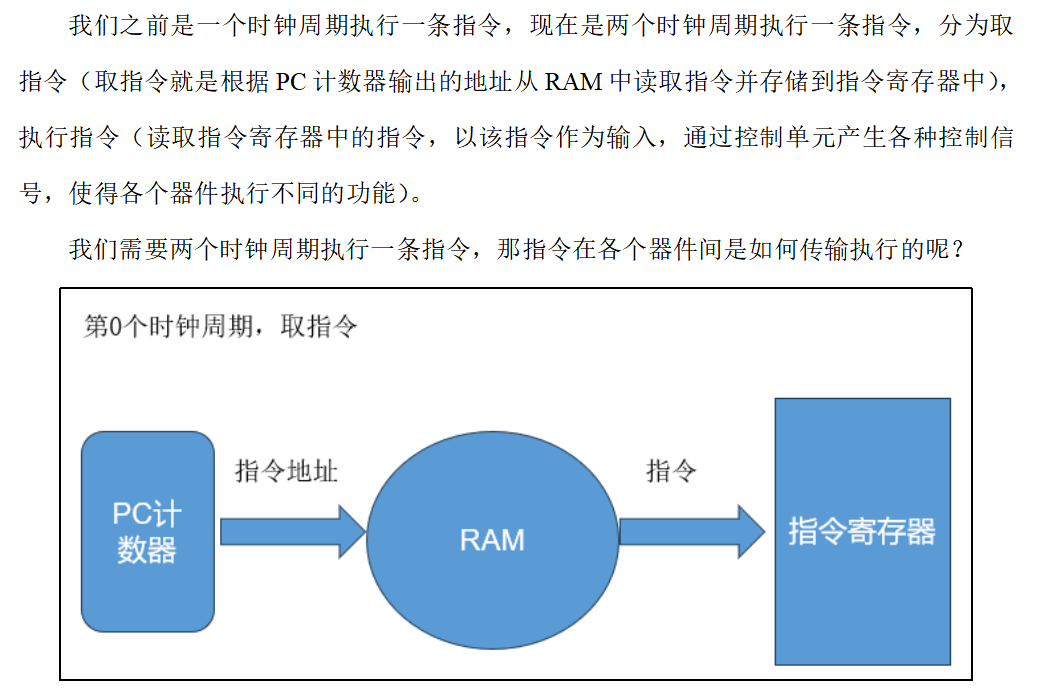 我们之前是一个时钟周期执行一条指令，现在是两个时钟周期执行一条指令，分为取
指令（取指令就是根据 PC 计数器输出的地址从 RAM 中读取指令并存储到指令寄存器中），
执行指令（读取指令寄存器中的指令，以该指令作为输入，通过控制单元产生各种控制信
号，使得各个器件执行不同的功能）。
我们需要两个时钟周期执行一条指令，那指令在各个器件间是如何传输执行的呢？
第0个时钟周期，取指令
PC计
数器
指令地址
RAM
指令
指令寄存器